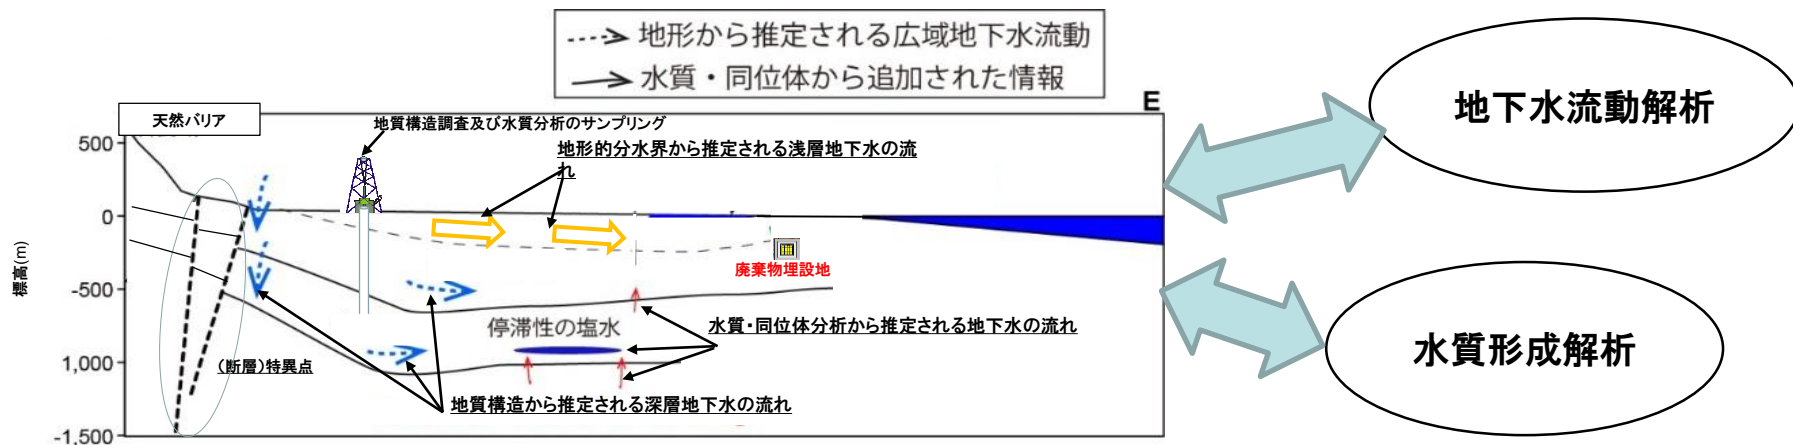 地形から推定される広域地下水流動
水質・同位体から追加された情報
E
天然バリア
地質構造調査及び水質分析のサンプリング
地形的分水界から推定される浅層地下水の流
れ
地下水流動解析
500
0
-500
1,000
-1,500
標高(m)
廃棄物埋設地
停滞性の塩水
水質・同位体分析から推定される地下水の流れ
(断層)特異点
地質構造から推定される深層地下水の流れ
水質形成解析